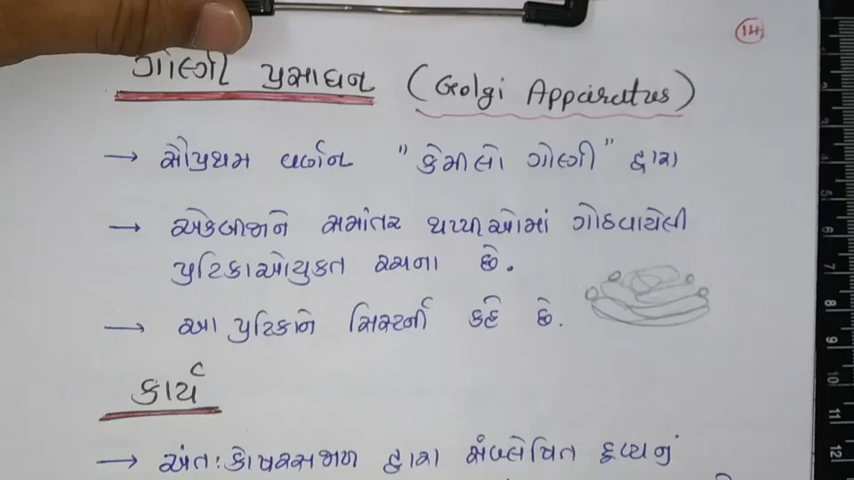 14
ગોલ્ગી પ્રસાધન (Golgi Apparatus)
→ સૌપ્રથમ વર્ણન "કેમીલો ગોલ્ગી" દ્વારા
→ એકબીજાને સમાંતર થપ્પીઓમાં ગોઠવાયેલી
પુટિકાઓયુક્ત રચના છે.
→ આ પુટિકાને સિસ્ટર્ની કહે છે.
કાર્ય
→ અંતઃકોષરસજાળ દ્વારા સંશ્લેષિત દ્રવ્યનું